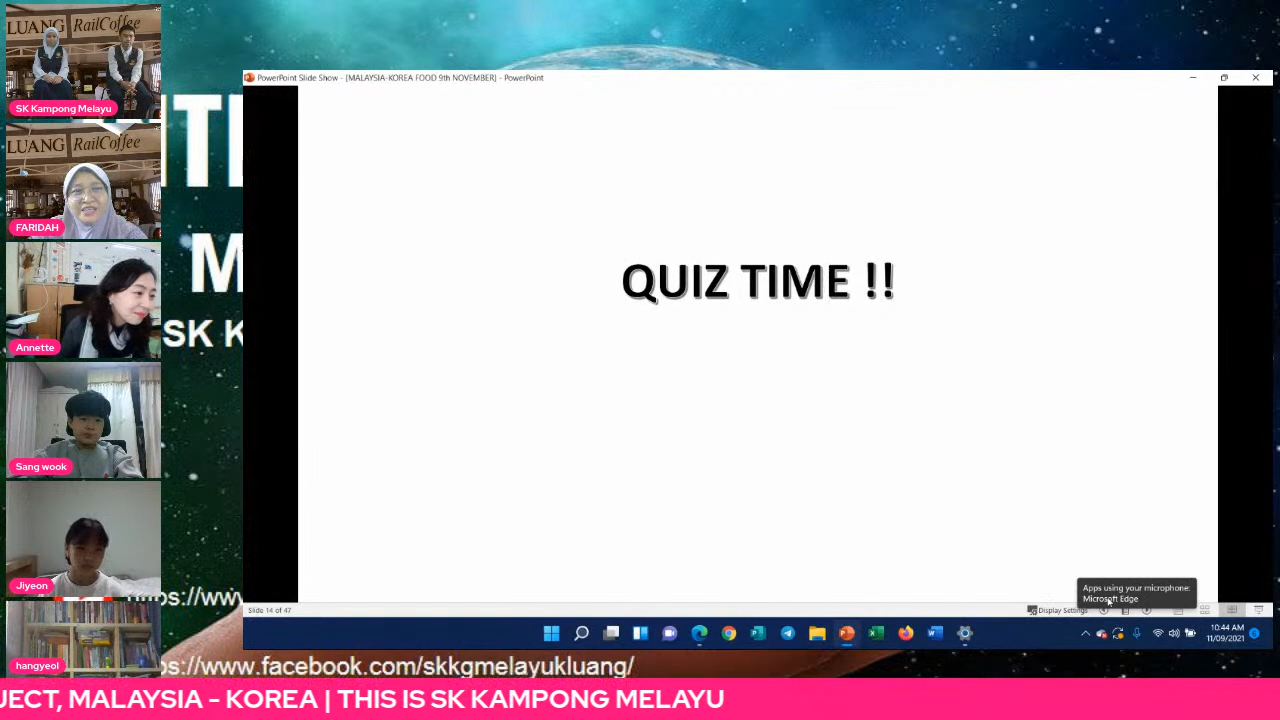 LUANG RailCoffee
SK Kampong Melayu
LUANG RailCoffee
FARIDAH
Annette
Sang wook
Jiyeon
hangyeol
M
SK K
PowerPoint Slide Show - [MALAYSIA-KOREA FOOD 9th NOVEMBER] - PowerPoint
QUIZ TIME !!
Apps using your microphone:
Microsoft Edge
Slide 14 of 47
Display Settings
10:44 AM
11/09/2021
ps://www.facebook.com/skkgmelayukluang/
JECT, MALAYSIA - KOREA | THIS IS SK KAMPONG MELAYU